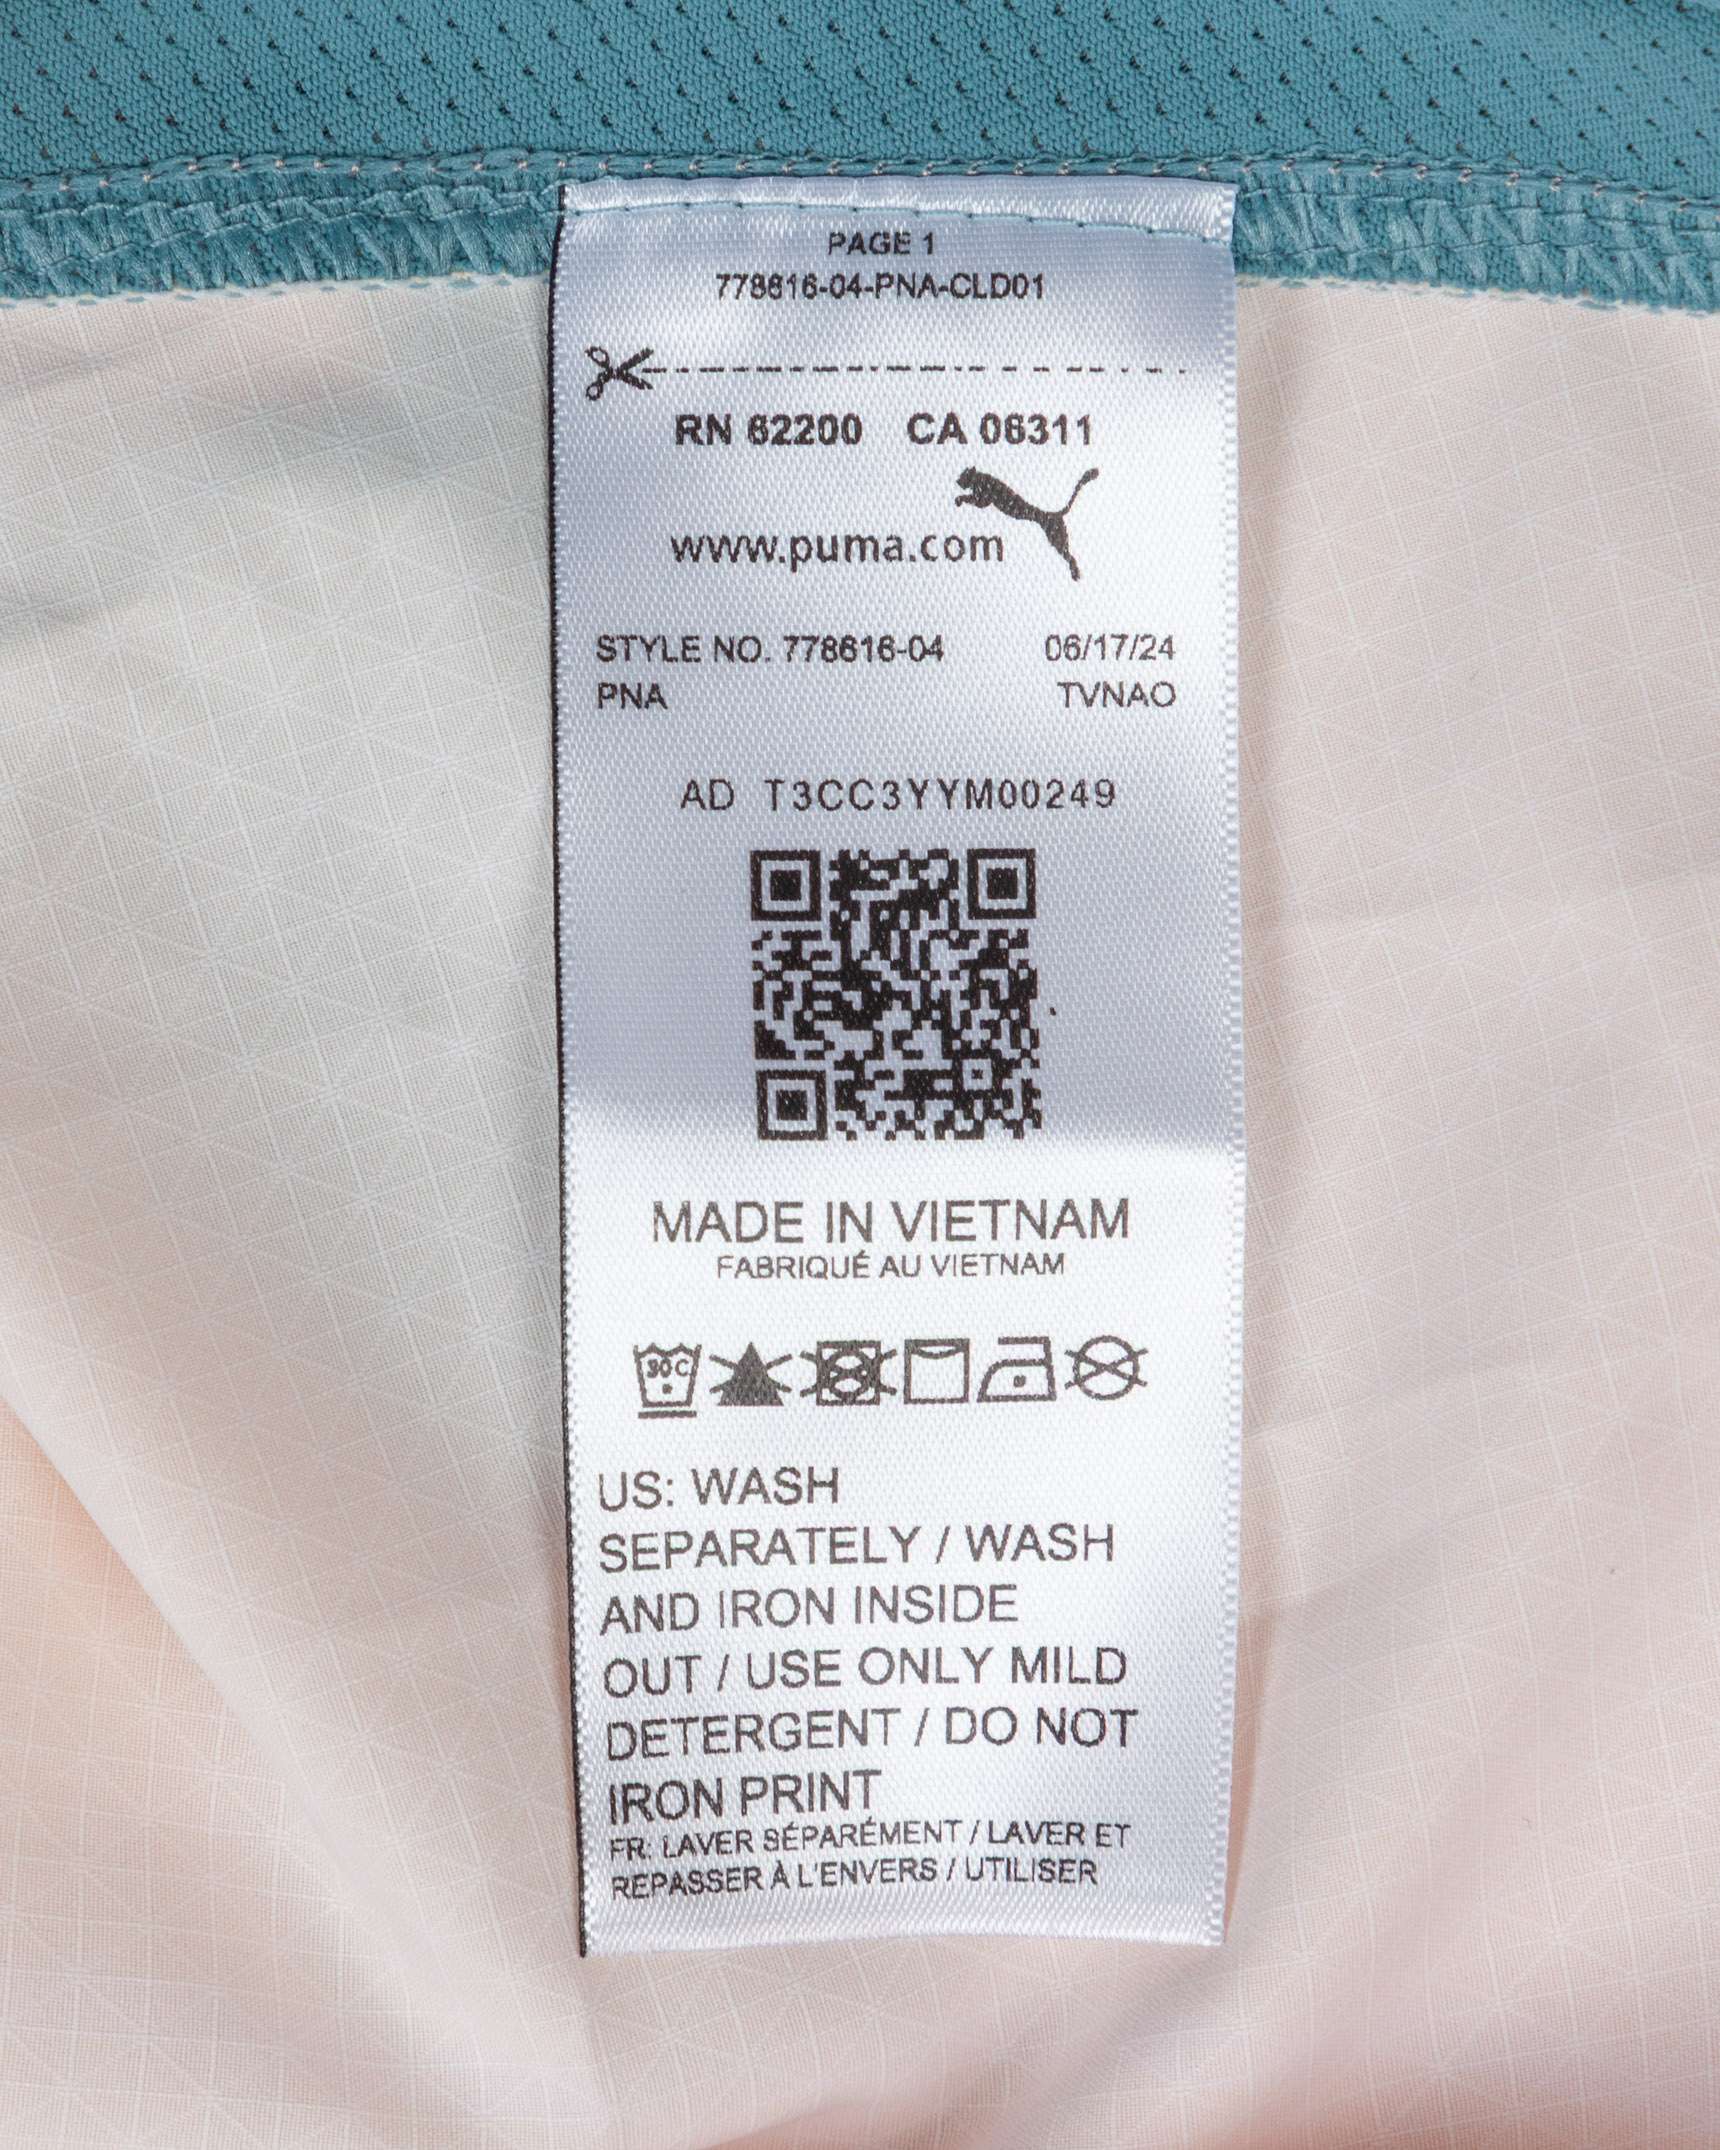 PAGE 1
778616-04-PNA-CLD01
RN 62200 CA 06311
www.puma.com
STYLE NO. 778616-04 06/17/24
PNA TVNAO
AD T3CC3YYM00249
MADE IN VIETNAM
FABRIQUÉ AU VIETNAM
30C
US: WASH
SEPARATELY / WASH
AND IRON INSIDE
OUT / USE ONLY MILD
DETERGENT / DO NOT
IRON PRINT
FR: LAVER SÉPARÉMENT / LAVER ET
REPASSER À L'ENVERS / UTILISER